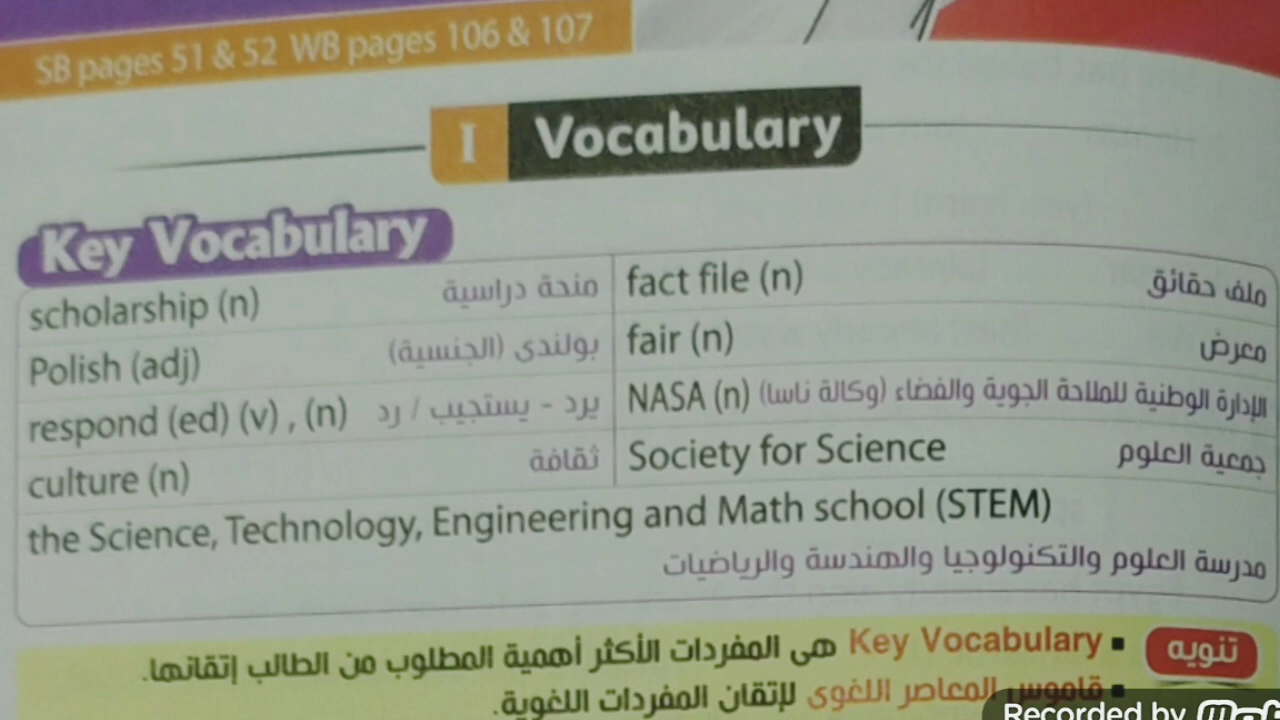 SB pages 51 & 52 WB pages 106 & 107
I Vocabulary
Key Vocabulary
scholarship (n) منحة دراسية
fact file (n) ملف حقائق
Polish (adj) بولندى (الجنسية)
fair (n) معرض
respond (ed) (v) , (n) يرد - يستجيب / رد
NASA (n) الإدارة الوطنية للملاحة الجوية والفضاء (وكالة ناسا)
culture (n) ثقافة
Society for Science جمعية العلوم
the Science, Technology, Engineering and Math school (STEM)
مدرسة العلوم والتكنولوجيا والهندسة والرياضيات
تنويه
▪ Key Vocabulary هى المفردات الأكثر أهمية المطلوب من الطالب إتقانها.
▪ قاموس المعاصر اللغوى لإتقان المفردات اللغوية.
Recorded by